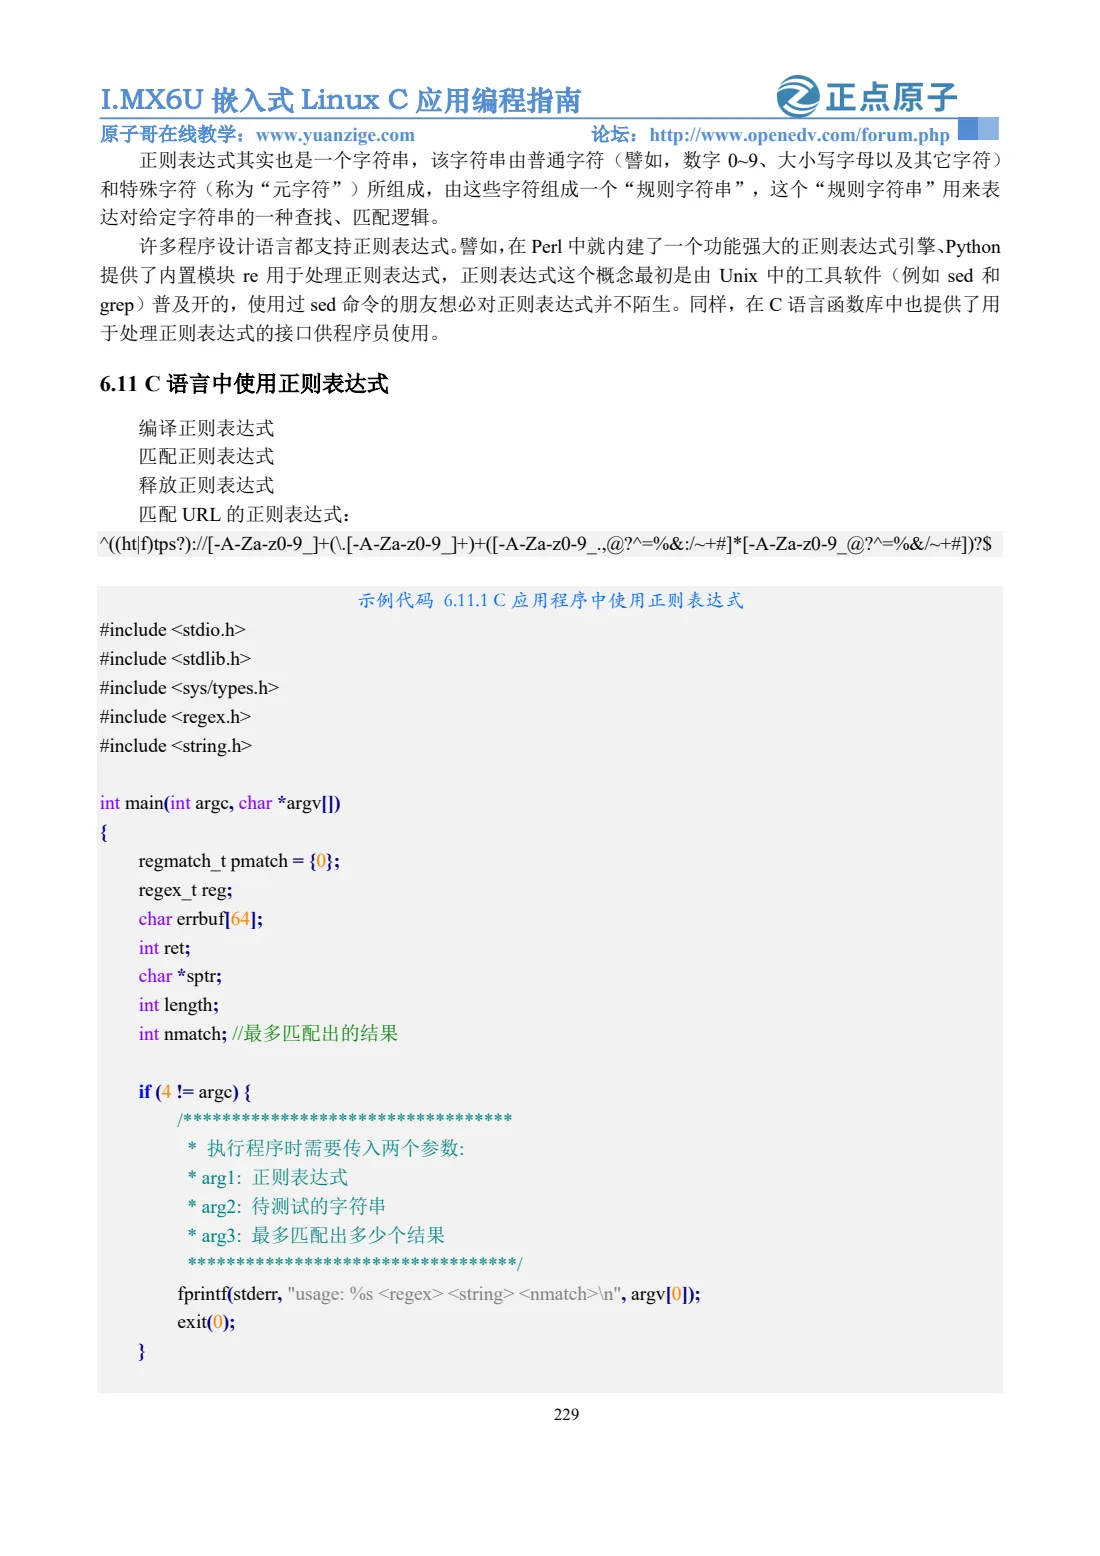 I.MX6U 嵌入式 Linux C 应用编程指南
正点原子
原子哥在线教学：www.yuanzige.com 论坛：http://www.openedv.com/forum.php
正则表达式其实也是一个字符串，该字符串由普通字符（譬如，数字 0~9、大小写字母以及其它字符）
和特殊字符（称为“元字符”）所组成，由这些字符组成一个“规则字符串”，这个“规则字符串”用来表
达对给定字符串的一种查找、匹配逻辑。
许多程序设计语言都支持正则表达式。譬如，在 Perl 中就内建了一个功能强大的正则表达式引擎、Python
提供了内置模块 re 用于处理正则表达式，正则表达式这个概念最初是由 Unix 中的工具软件（例如 sed 和
grep）普及开的，使用过 sed 命令的朋友想必对正则表达式并不陌生。同样，在 C 语言函数库中也提供了用
于处理正则表达式的接口供程序员使用。
6.11 C 语言中使用正则表达式
编译正则表达式
匹配正则表达式
释放正则表达式
匹配 URL 的正则表达式：
^((ht|f)tps?)://[-A-Za-z0-9_]+(\.[-A-Za-z0-9_]+)+([-A-Za-z0-9_.,@?^=%&:/~+#]*[-A-Za-z0-9_@?^=%&/~+#])?$
示例代码 6.11.1 C 应用程序中使用正则表达式
#include <stdio.h>
#include <stdlib.h>
#include <sys/types.h>
#include <regex.h>
#include <string.h>
int main(int argc, char *argv[])
{
regmatch_t pmatch = {0};
regex_t reg;
char errbuf[64];
int ret;
char *sptr;
int length;
int nmatch; //最多匹配出的结果
if (4 != argc) {
/**********************************
* 执行程序时需要传入两个参数:
* arg1: 正则表达式
* arg2: 待测试的字符串
* arg3: 最多匹配出多少个结果
**********************************/
fprintf(stderr, "usage: %s <regex> <string> <nmatch>\n", argv[0]);
exit(0);
}
229